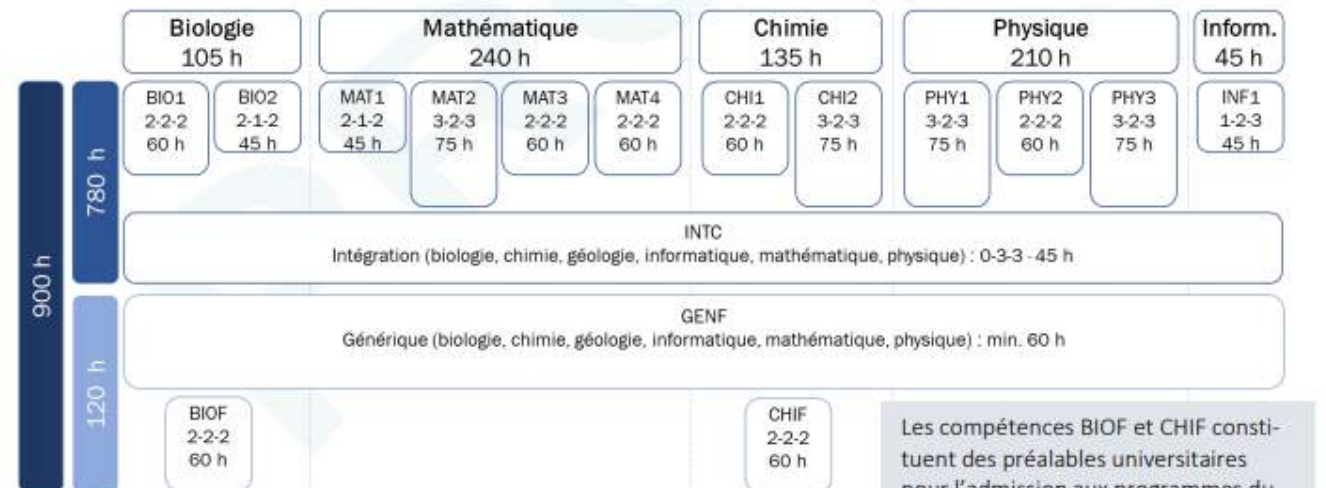 Biologie
105 h
Mathématique
240 h
Chimie
135 h
Physique
210 h
Inform.
45 h
900 h
780 h
BIO1
2-2-2
60 h
BIO2
2-1-2
45 h
MAT1
2-1-2
45 h
MAT2
3-2-3
75 h
MAT3
2-2-2
60 h
MAT4
2-2-2
60 h
CHI1
2-2-2
60 h
CHI2
3-2-3
75 h
PHY1
3-2-3
75 h
PHY2
2-2-2
60 h
PHY3
3-2-3
75 h
INF1
1-2-3
45 h
INTC
Intégration (biologie, chimie, géologie, informatique, mathématique, physique) : 0-3-3 - 45 h
120 h
GENF
Générique (biologie, chimie, géologie, informatique, mathématique, physique) : min. 60 h
BIOF
2-2-2
60 h
CHIF
2-2-2
60 h
Les compétences BIOF et CHIF consti-
tuent des préalables universitaires
pour l'admission aux programmes du